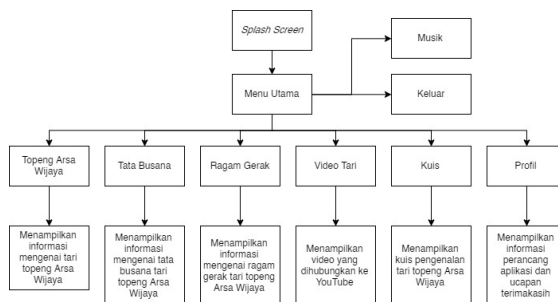 Splash Screen
Musik
Menu Utama
Keluar
Topeng Arsa
Wijaya
Tata Busana
Ragam Gerak
Video Tari
Kuis
Profil
Menampilkan
informasi
mengenai tari
topeng Arsa
Wijaya
Menampilkan
informasi
mengenai tata
busana tari
topeng Arsa
Wijaya
Menampilkan
informasi
mengenai ragam
gerak tari topeng
Arsa Wijaya
Menampilkan
video yang
dihubungkan ke
YouTube
Menampilkan
kuis pengenalan
tari topeng Arsa
Wijaya
Menampilkan
informasi
perancang
aplikasi dan
ucapan
terimakasih